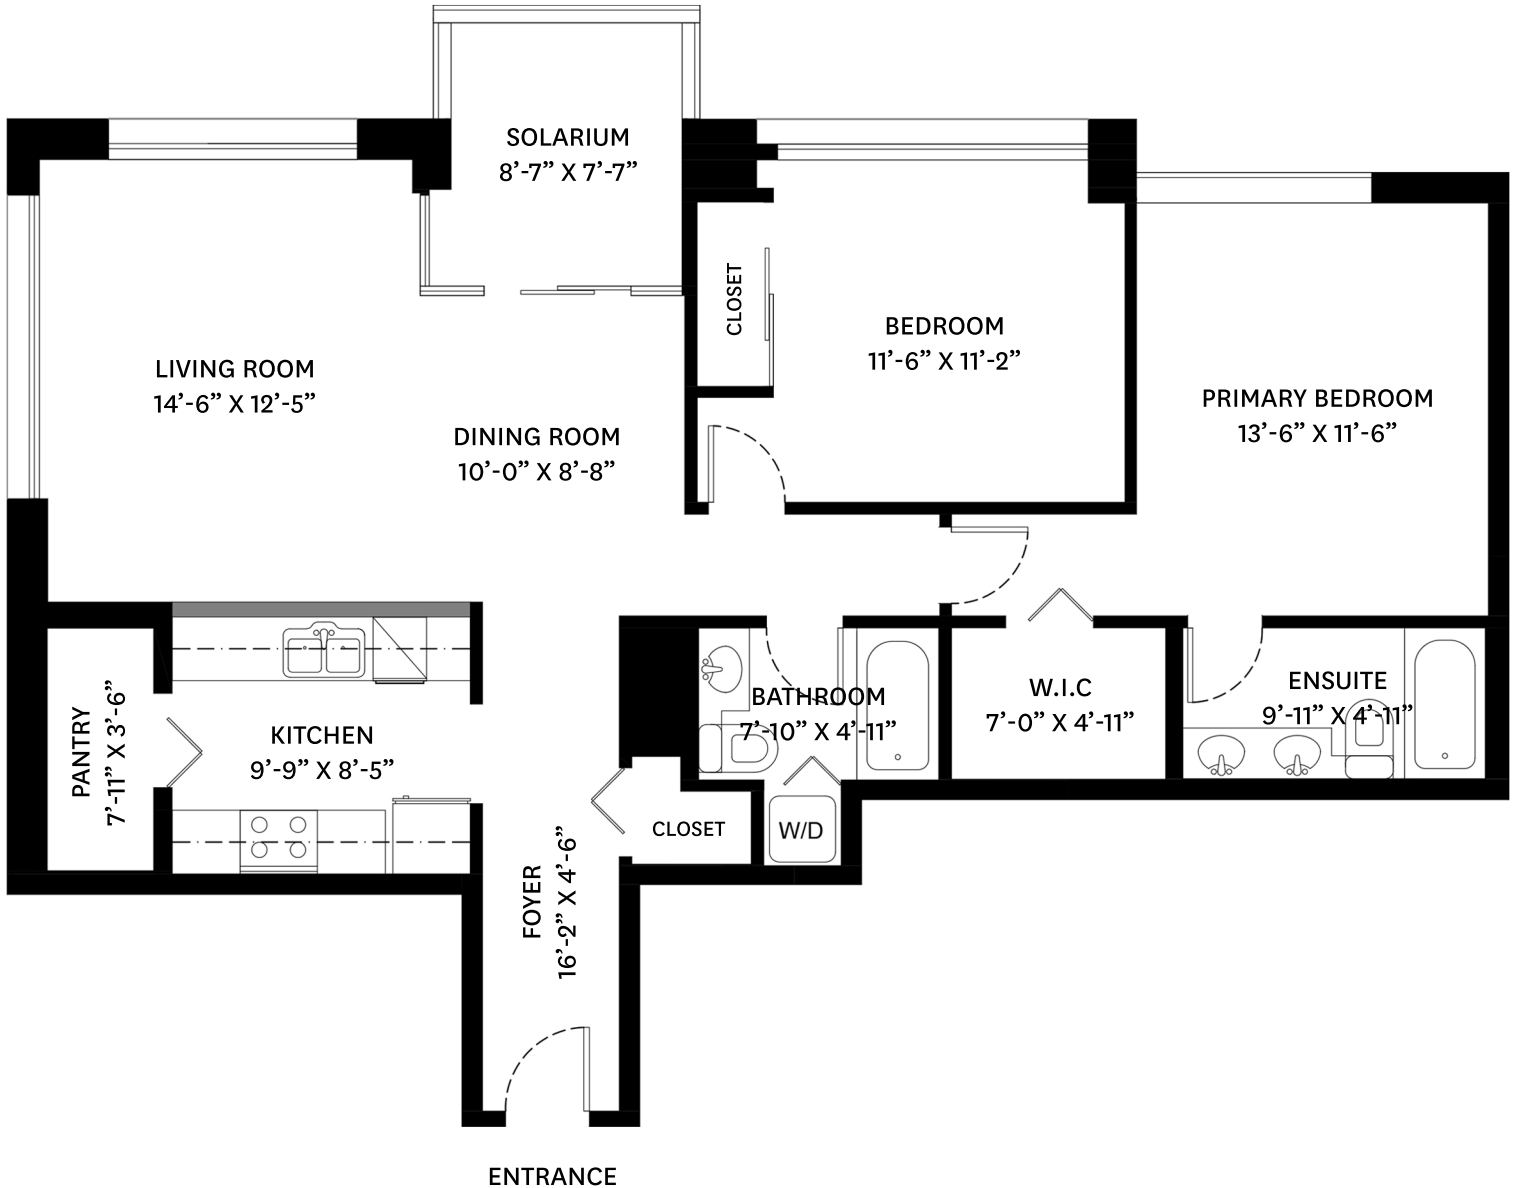 SOLARIUM
8’-7” X 7’-7”
CLOSET
BEDROOM
11’-6” X 11’-2”
LIVING ROOM
14’-6” X 12’-5”
DINING ROOM
10’-0” X 8’-8”
PRIMARY BEDROOM
13’-6” X 11’-6”
PANTRY
7’-11” X 3’-6”
KITCHEN
9’-9” X 8’-5”
BATHROOM
7’-10” X 4’-11”
W.I.C
7’-0” X 4’-11”
ENSUITE
9’-11” X 4’-11”
CLOSET
W/D
FOYER
16’-2” X 4’-6”
ENTRANCE